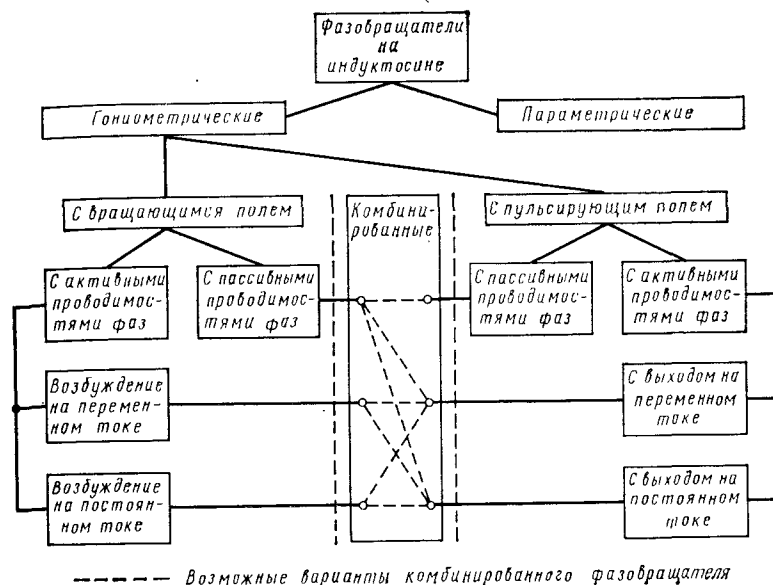 Фазовращатели
на
индуктосине
Гониометрические
Параметрические
С вращающимся полем
Комбини-
рованные
С пульсирующим полем
С активными
проводимос-
тями фаз
С пассивными
проводимос-
тями фаз
С пассивными
проводимос-
тями фаз
С активными
проводимос-
тями фаз
Возбуждение
на перемен-
ном токе
С выходом на
переменном
токе
Возбуждение
на постоян-
ном токе
С выходом на
постоянном
токе
Возможные варианты комбинированного фазовращателя